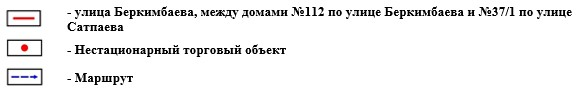 - улица Беркимбаева, между домами №112 по улице Беркимбаева и №37/1 по улице
Сатпаева
- Нестационарный торговый объект
- Маршрут